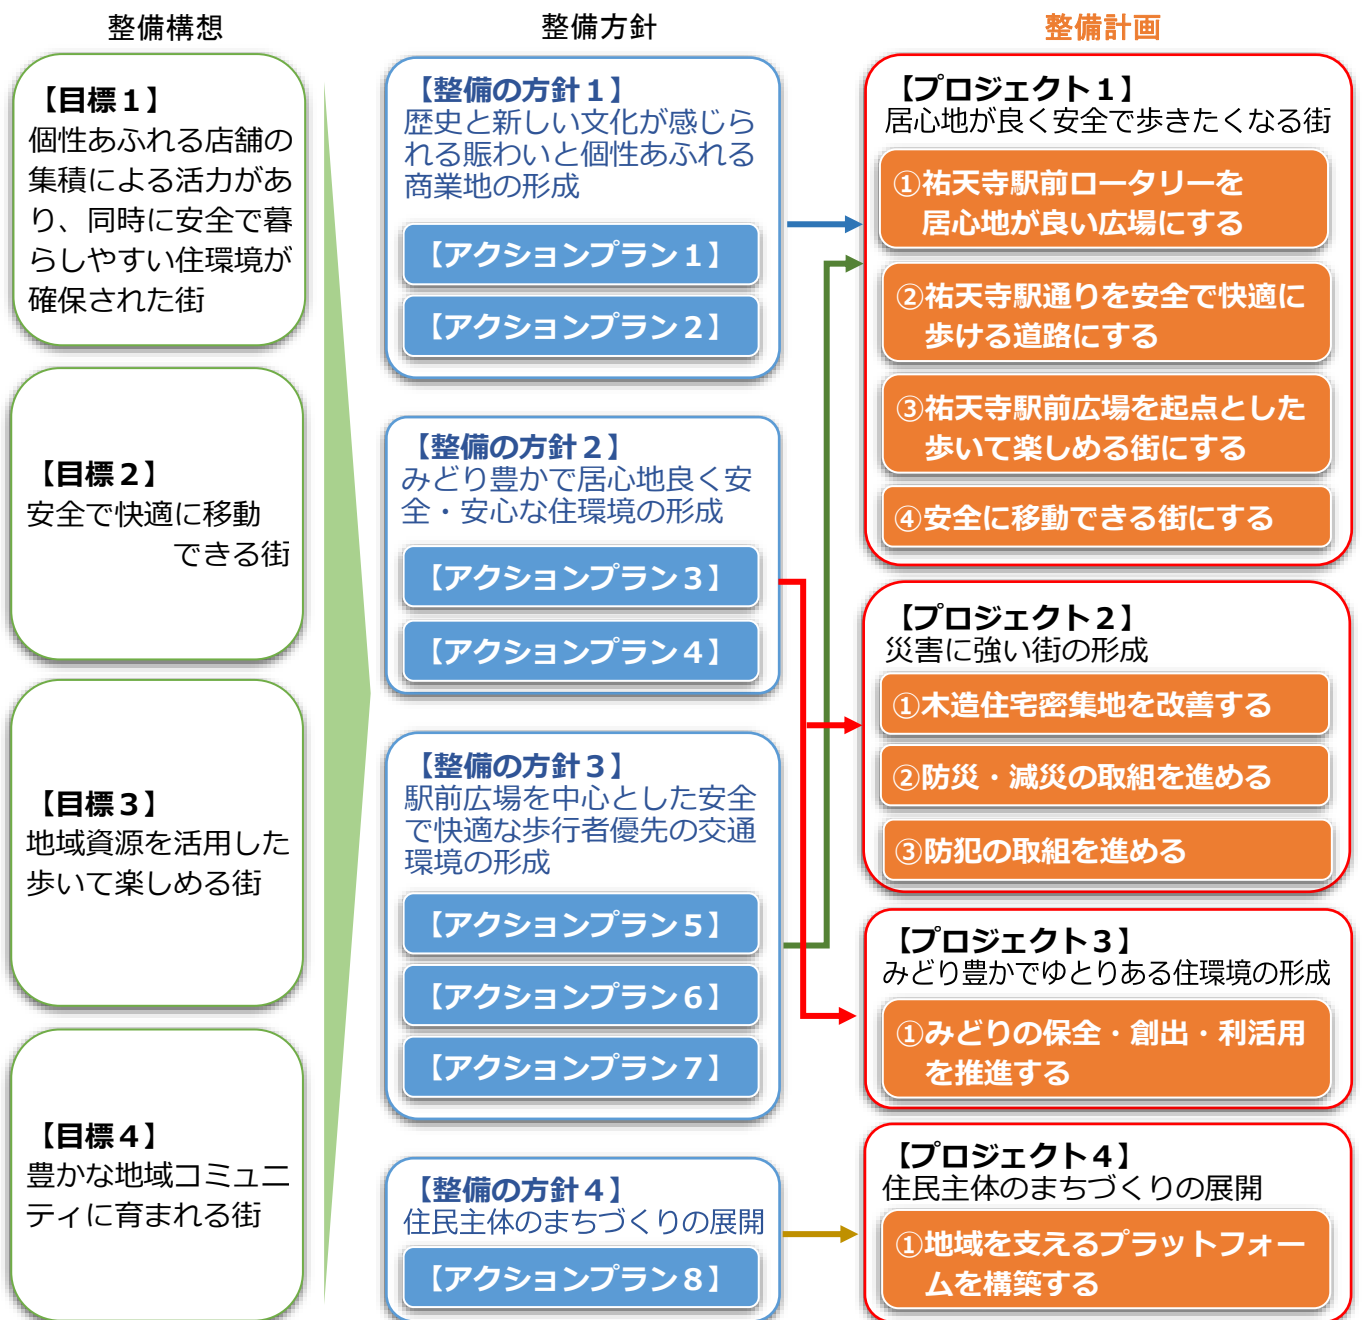 整備構想
【目標１】
個性あふれる店舗の
集積による活力があ
り、同時に安全で暮
らしやすい住環境が
確保された街
【目標２】
安全で快適に移動
できる街
【目標３】
地域資源を活用した
歩いて楽しめる街
【目標４】
豊かな地域コミュニ
ティに育まれる街
整備方針
【整備の方針１】
歴史と新しい文化が感じら
れる賑わいと個性あふれる
商業地の形成
【アクションプラン１】
【アクションプラン２】
【整備の方針２】
みどり豊かで居心地良く安
全・安心な住環境の形成
【アクションプラン３】
【アクションプラン４】
【整備の方針３】
駅前広場を中心とした安全
で快適な歩行者優先の交通
環境の形成
【アクションプラン５】
【アクションプラン６】
【アクションプラン７】
【整備の方針４】
住民主体のまちづくりの展開
【アクションプラン８】
整備計画
【プロジェクト１】
居心地が良く安全で歩きたくなる街
①祐天寺駅前ロータリーを
居心地が良い広場にする
②祐天寺駅通りを安全で快適に
歩ける道路にする
③祐天寺駅前広場を起点とした
歩いて楽しめる街にする
④安全に移動できる街にする
【プロジェクト２】
災害に強い街の形成
①木造住宅密集地を改善する
②防災・減災の取組を進める
③防犯の取組を進める
【プロジェクト３】
みどり豊かでゆとりある住環境の形成
①みどりの保全・創出・利活用
を推進する
【プロジェクト４】
住民主体のまちづくりの展開
①地域を支えるプラットフォー
ムを構築する